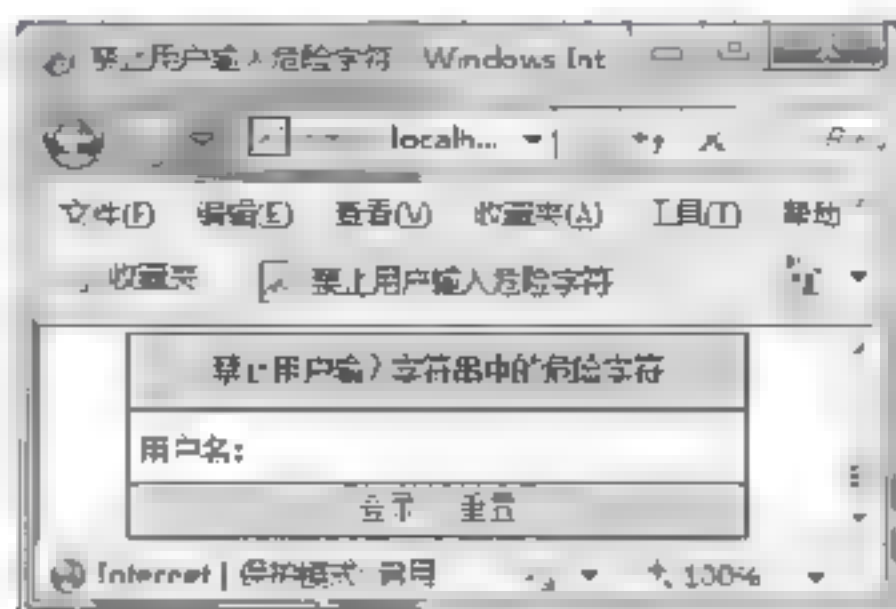 禁止用户输入危险字符 Windows Int
localh...
文件(F) 编辑(E) 查看(V) 收藏夹(A) 工具(T) 帮助
收藏夹 禁止用户输入危险字符
禁止用户输入字符串中的危险字符
用户名:
登录 重置
Internet | 保护模式: 禁用 100%